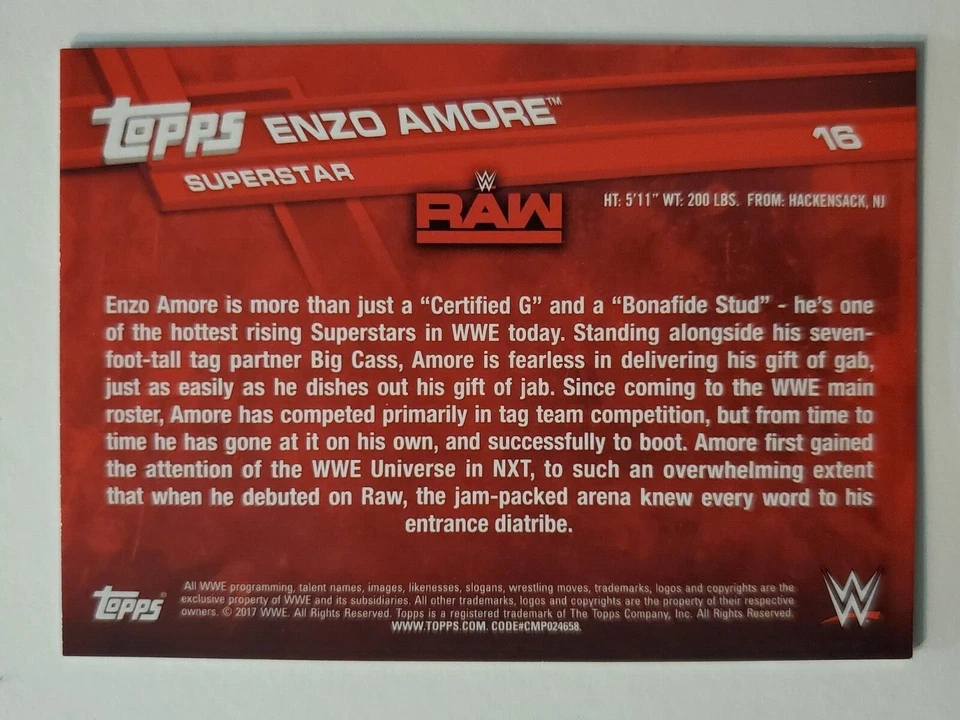 Topps ENZO AMORE™
16
SUPERSTAR
W
RAW
HT: 5'11" WT: 200 LBS. FROM: HACKENSACK, NJ
Enzo Amore is more than just a “Certified G” and a “Bonafide Stud” - he's one
of the hottest rising Superstars in WWE today. Standing alongside his seven-
foot-tall tag partner Big Cass, Amore is fearless in delivering his gift of gab,
just as easily as he dishes out his gift of jab. Since coming to the WWE main
roster, Amore has competed primarily in tag team competition, but from time to
time he has gone at it on his own, and successfully to boot. Amore first gained
the attention of the WWE Universe in NXT, to such an overwhelming extent
that when he debuted on Raw, the jam-packed arena knew every word to his
entrance diatribe.
Topps®
All WWE programming, talent names, images, likenesses, slogans, wrestling moves, trademarks, logos and copyrights are the
exclusive property of WWE and its subsidiaries. All other trademarks, logos and copyrights are the property of their respective
owners. © 2017 WWE. All Rights Reserved. Topps is a registered trademark of The Topps Company, Inc. All Rights Reserved.
WWW.TOPPS.COM. CODE#CMP024658.
W